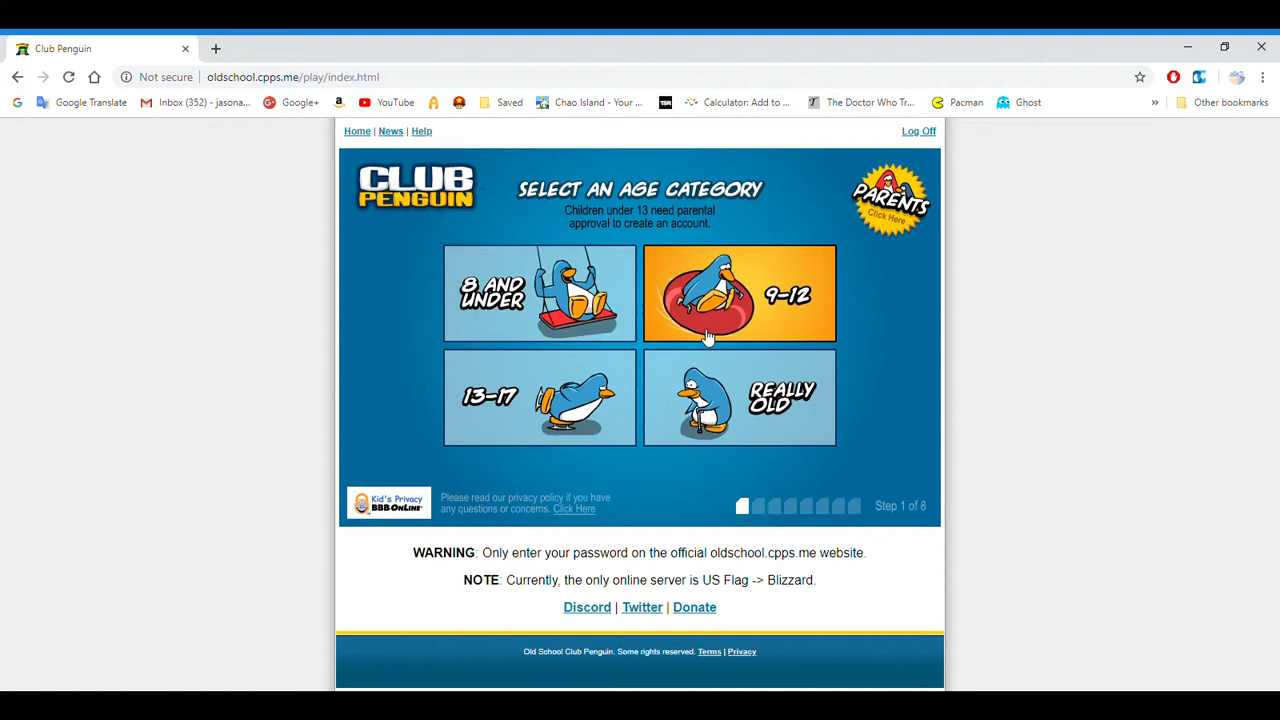 Club Penguin
Not secure | oldschool.cpps.me/play/index.html
Google Translate Inbox (352) - jasona... Google+ YouTube Saved Chao Island - Your ... Calculator: Add to ... The Doctor Who Tr... Pacman Ghost » Other bookmarks
Home | News | Help Log Off
CLUB
PENGUIN
SELECT AN AGE CATEGORY
Children under 13 need parental
approval to create an account.
PARENTS
Click Here
8 AND
UNDER
9-12
13-17
REALLY
OLD
Kid's Privacy
BBB ONLINE
Please read our privacy policy if you have
any questions or concerns. Click Here
Step 1 of 8
WARNING: Only enter your password on the official oldschool.cpps.me website.
NOTE: Currently, the only online server is US Flag -> Blizzard.
Discord | Twitter | Donate
Old School Club Penguin. Some rights reserved. Terms | Privacy